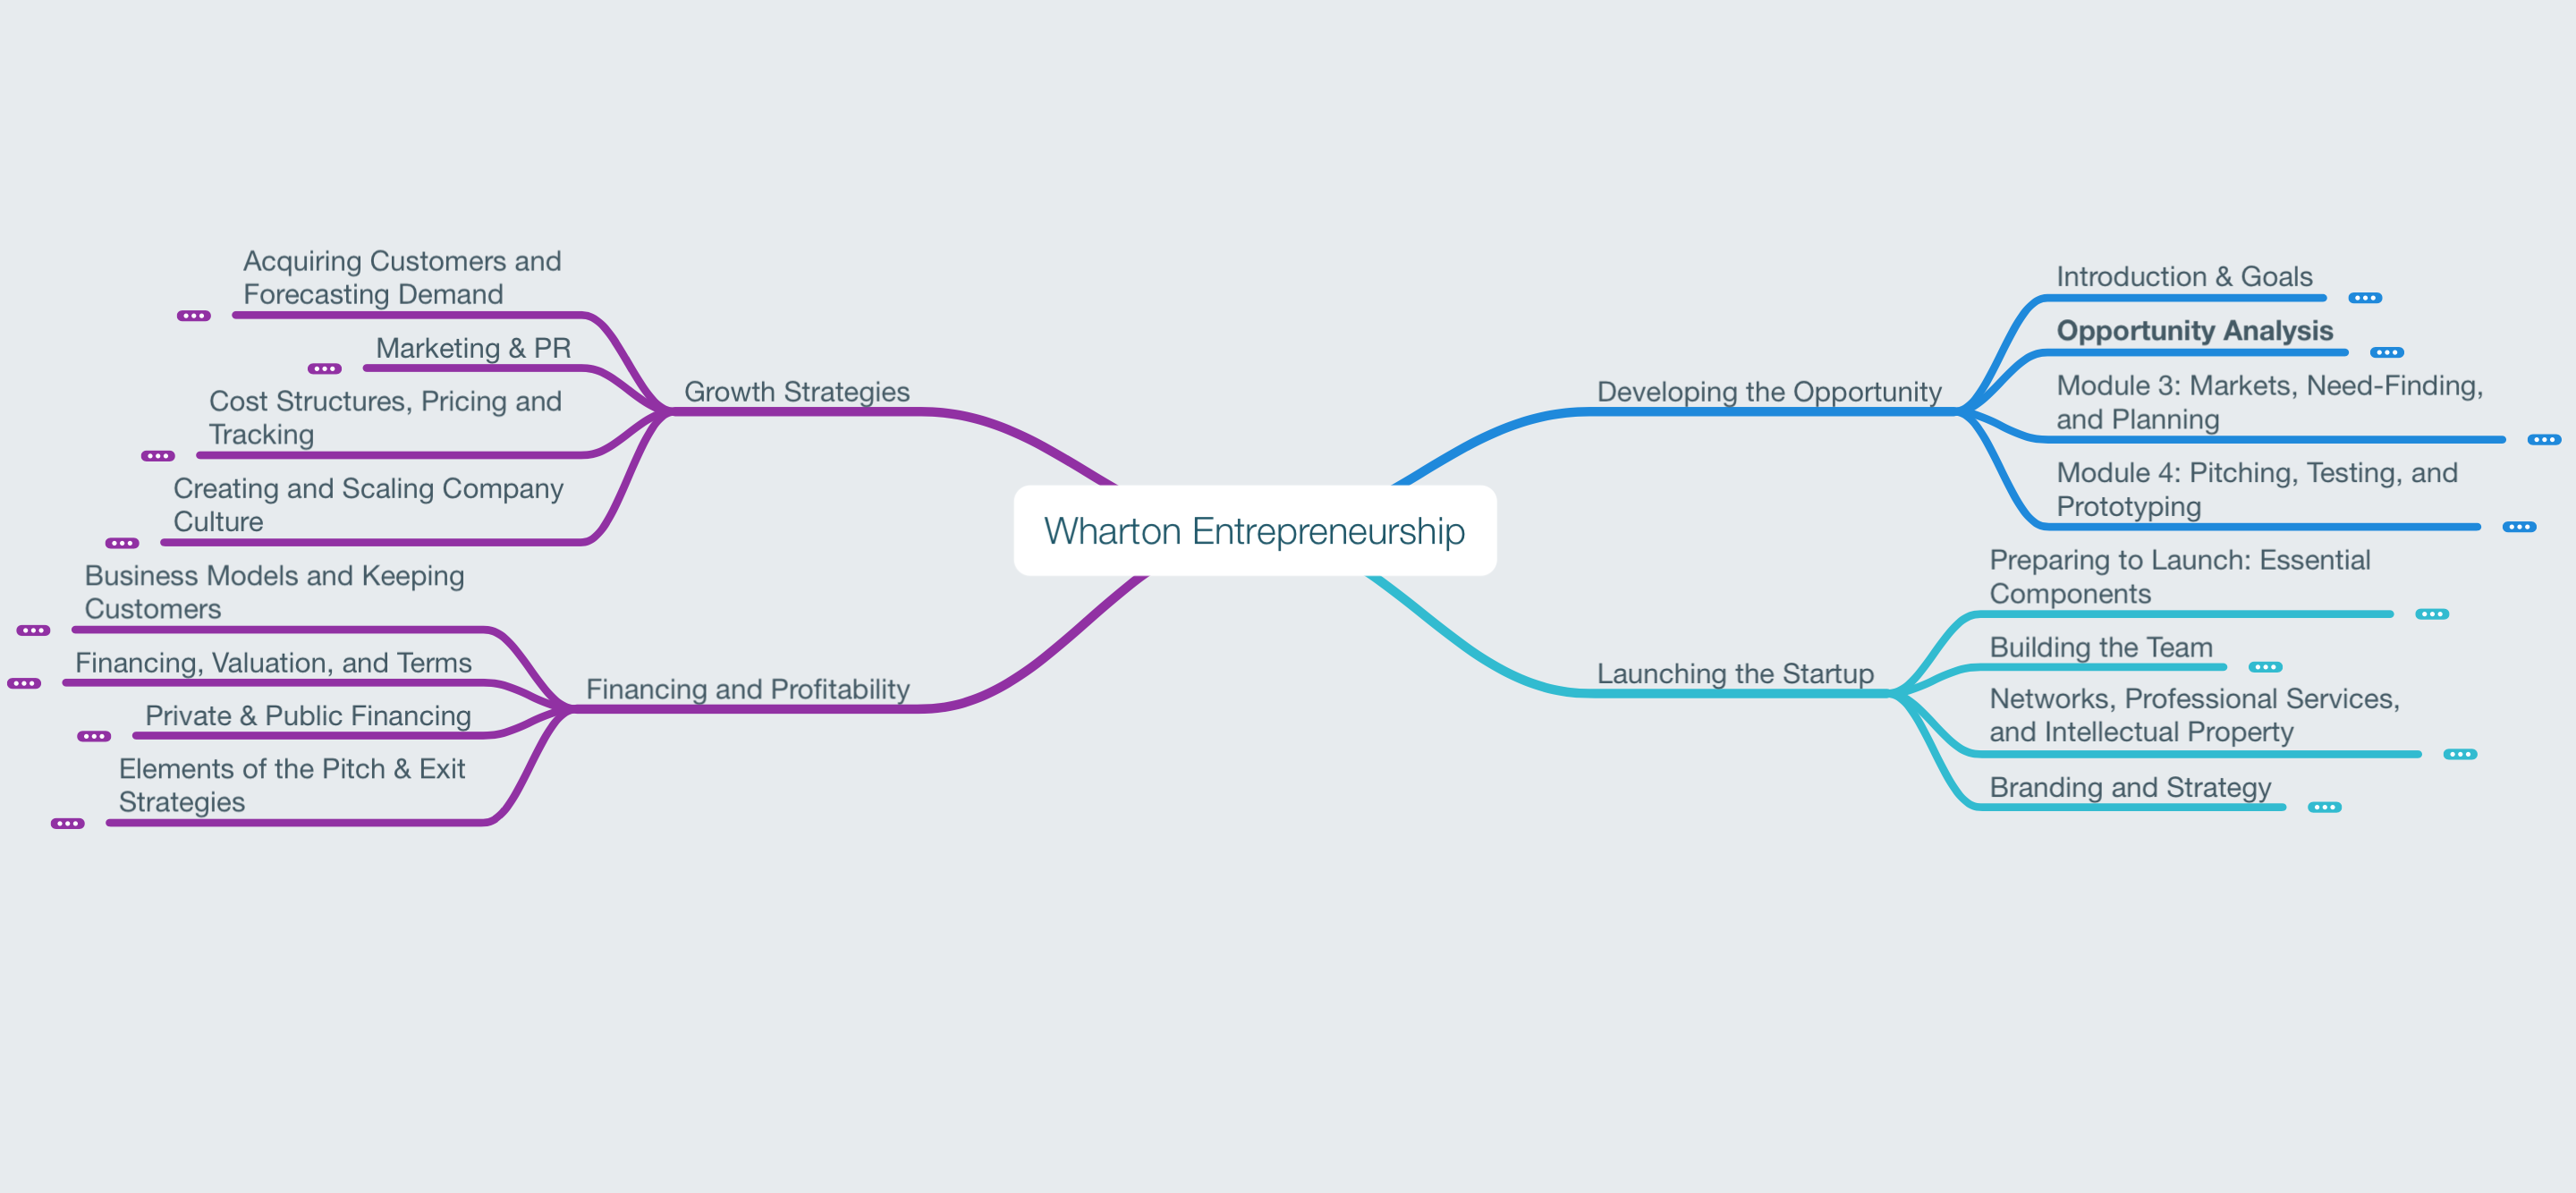 Wharton Entrepreneurship
Developing the Opportunity
Introduction & Goals
Opportunity Analysis
Module 3: Markets, Need-Finding,
and Planning
Module 4: Pitching, Testing, and
Prototyping
Launching the Startup
Preparing to Launch: Essential
Components
Building the Team
Networks, Professional Services,
and Intellectual Property
Branding and Strategy
Growth Strategies
Acquiring Customers and
Forecasting Demand
Marketing & PR
Cost Structures, Pricing and
Tracking
Creating and Scaling Company
Culture
Financing and Profitability
Business Models and Keeping
Customers
Financing, Valuation, and Terms
Private & Public Financing
Elements of the Pitch & Exit
Strategies